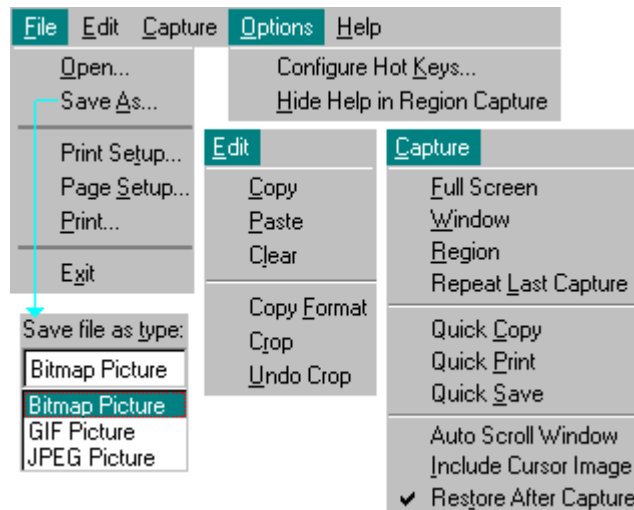 File Edit Capture Options Help
Open...
Save As...
Print Setup...
Page Setup...
Print...
Exit
Configure Hot Keys...
Hide Help in Region Capture
Edit
Copy
Paste
Clear
Copy Format
Crop
Undo Crop
Capture
Full Screen
Window
Region
Repeat Last Capture
Quick Copy
Quick Print
Quick Save
Auto Scroll Window
Include Cursor Image
Restore After Capture
Save file as type:
Bitmap Picture
Bitmap Picture
GIF Picture
JPEG Picture